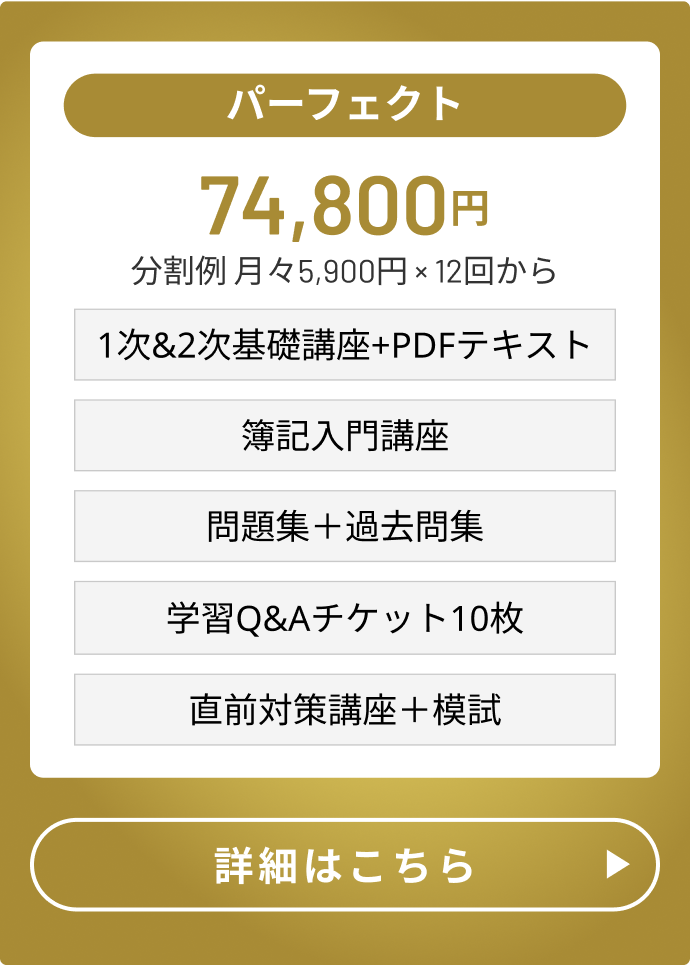 パーフェクト
74,800円
分割例 月々5,900円 × 12回から
1次&2次基礎講座+PDFテキスト
簿記入門講座
問題集＋過去問集
学習Q&Aチケット10枚
直前対策講座＋模試
詳細はこちら